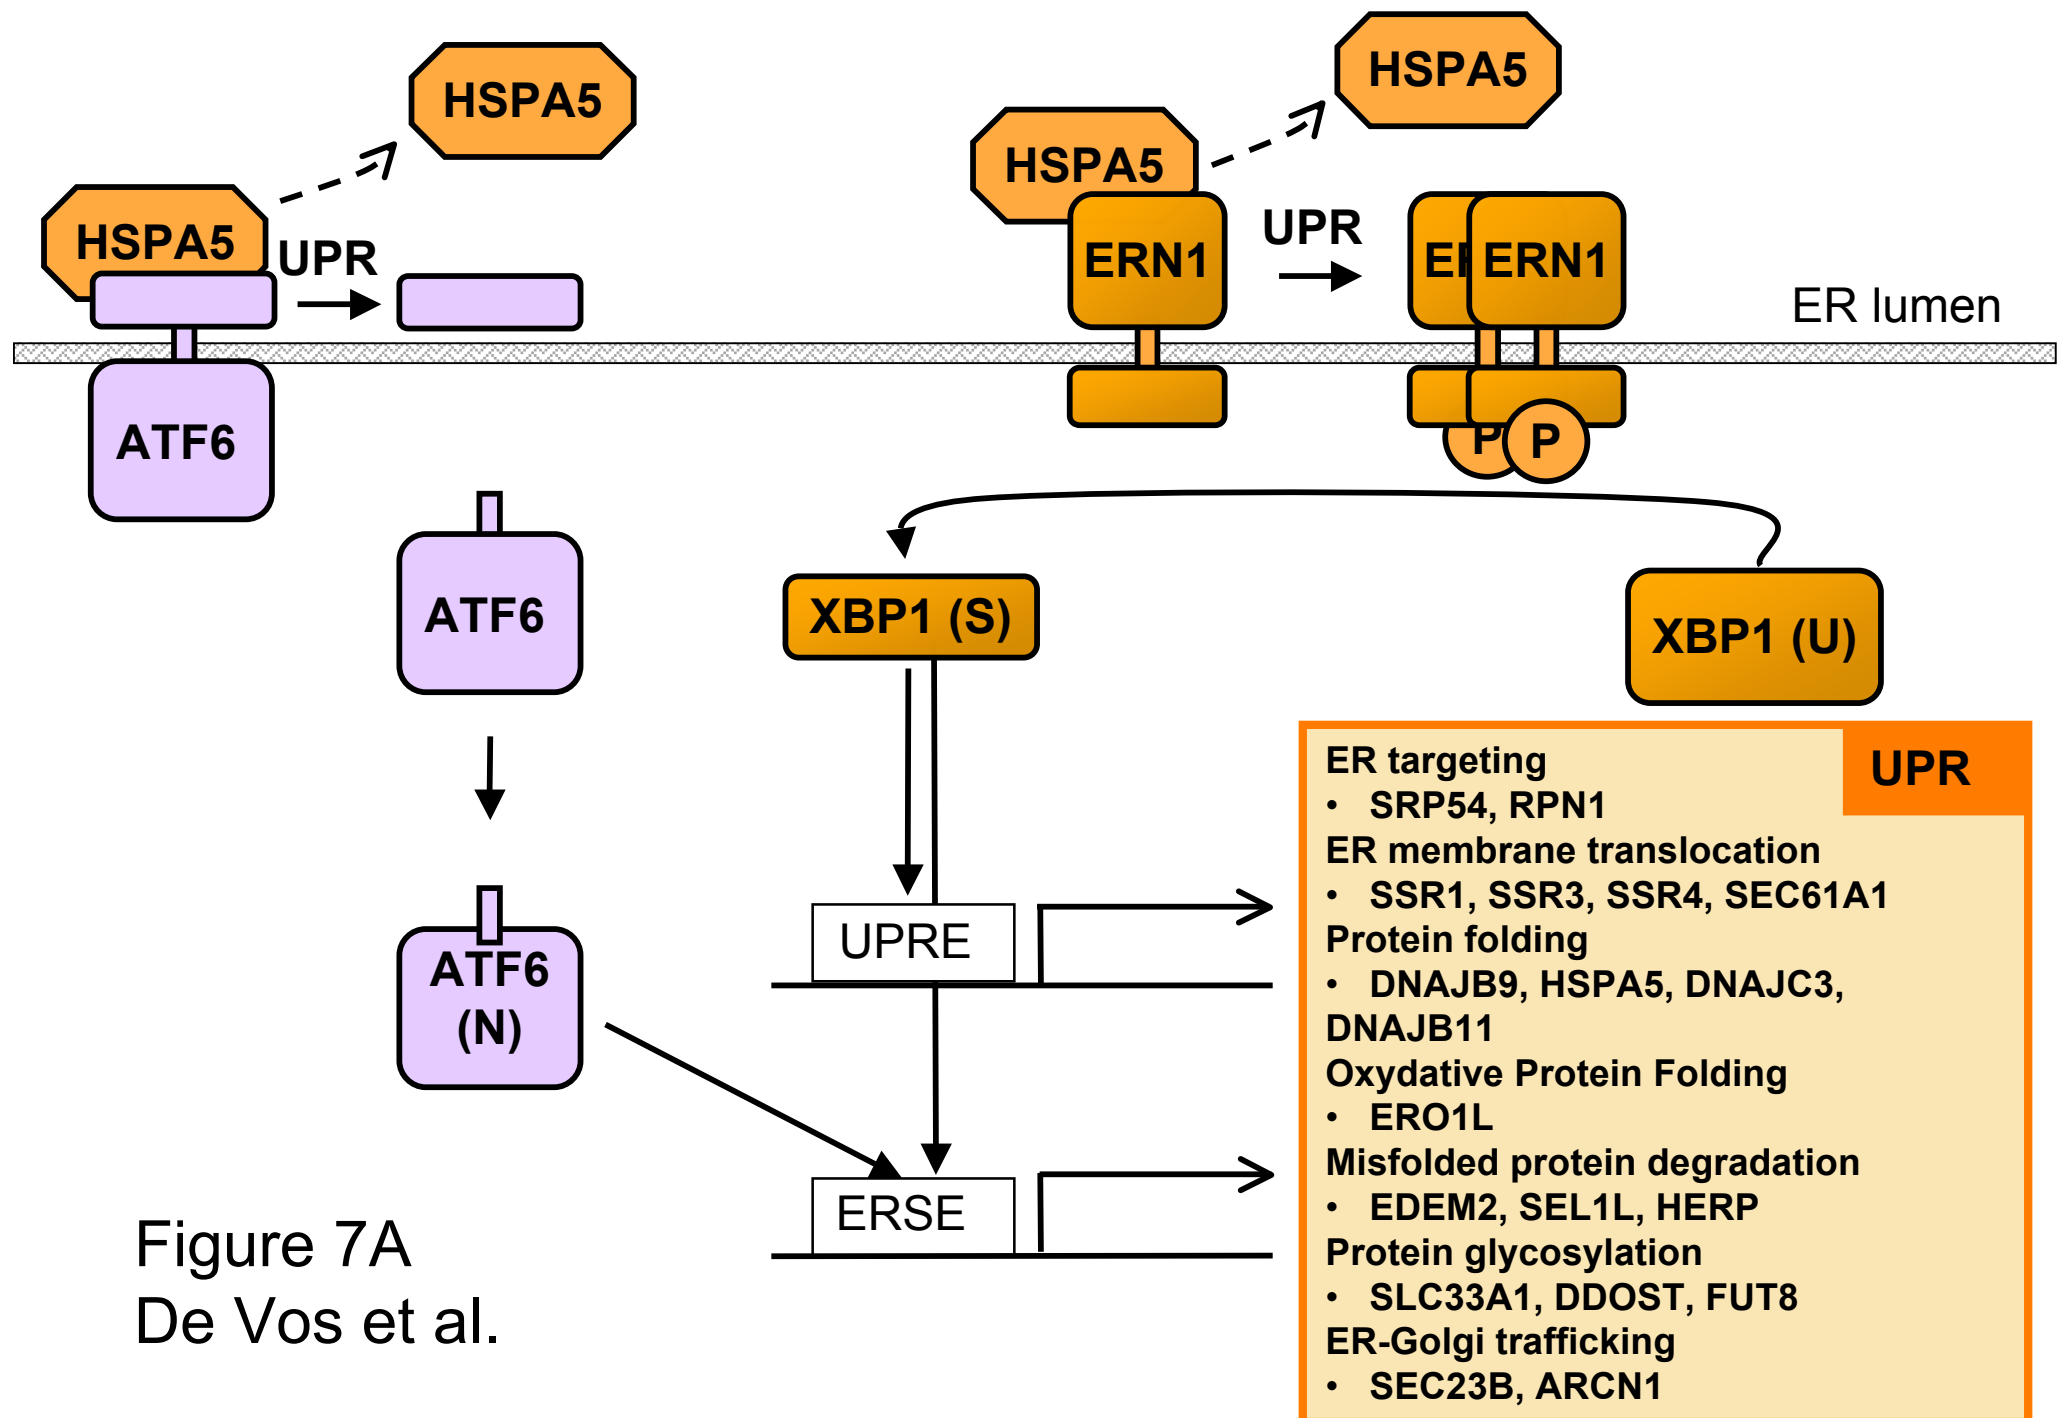 HSPA5
HSPA5
HSPA5
HSPA5
UPR
UPR
ERN1
ERN1
ER lumen
ATF6
P
P
ATF6
XBP1 (S)
XBP1 (U)
UPR
ER targeting
• SRP54, RPN1
ER membrane translocation
• SSR1, SSR3, SSR4, SEC61A1
Protein folding
• DNAJB9, HSPA5, DNAJC3,
DNAJB11
Oxydative Protein Folding
• ERO1L
Misfolded protein degradation
• EDEM2, SEL1L, HERP
Protein glycosylation
• SLC33A1, DDOST, FUT8
ER-Golgi trafficking
• SEC23B, ARCN1
UPRE
ATF6
(N)
ERSE
Figure 7A
De Vos et al.